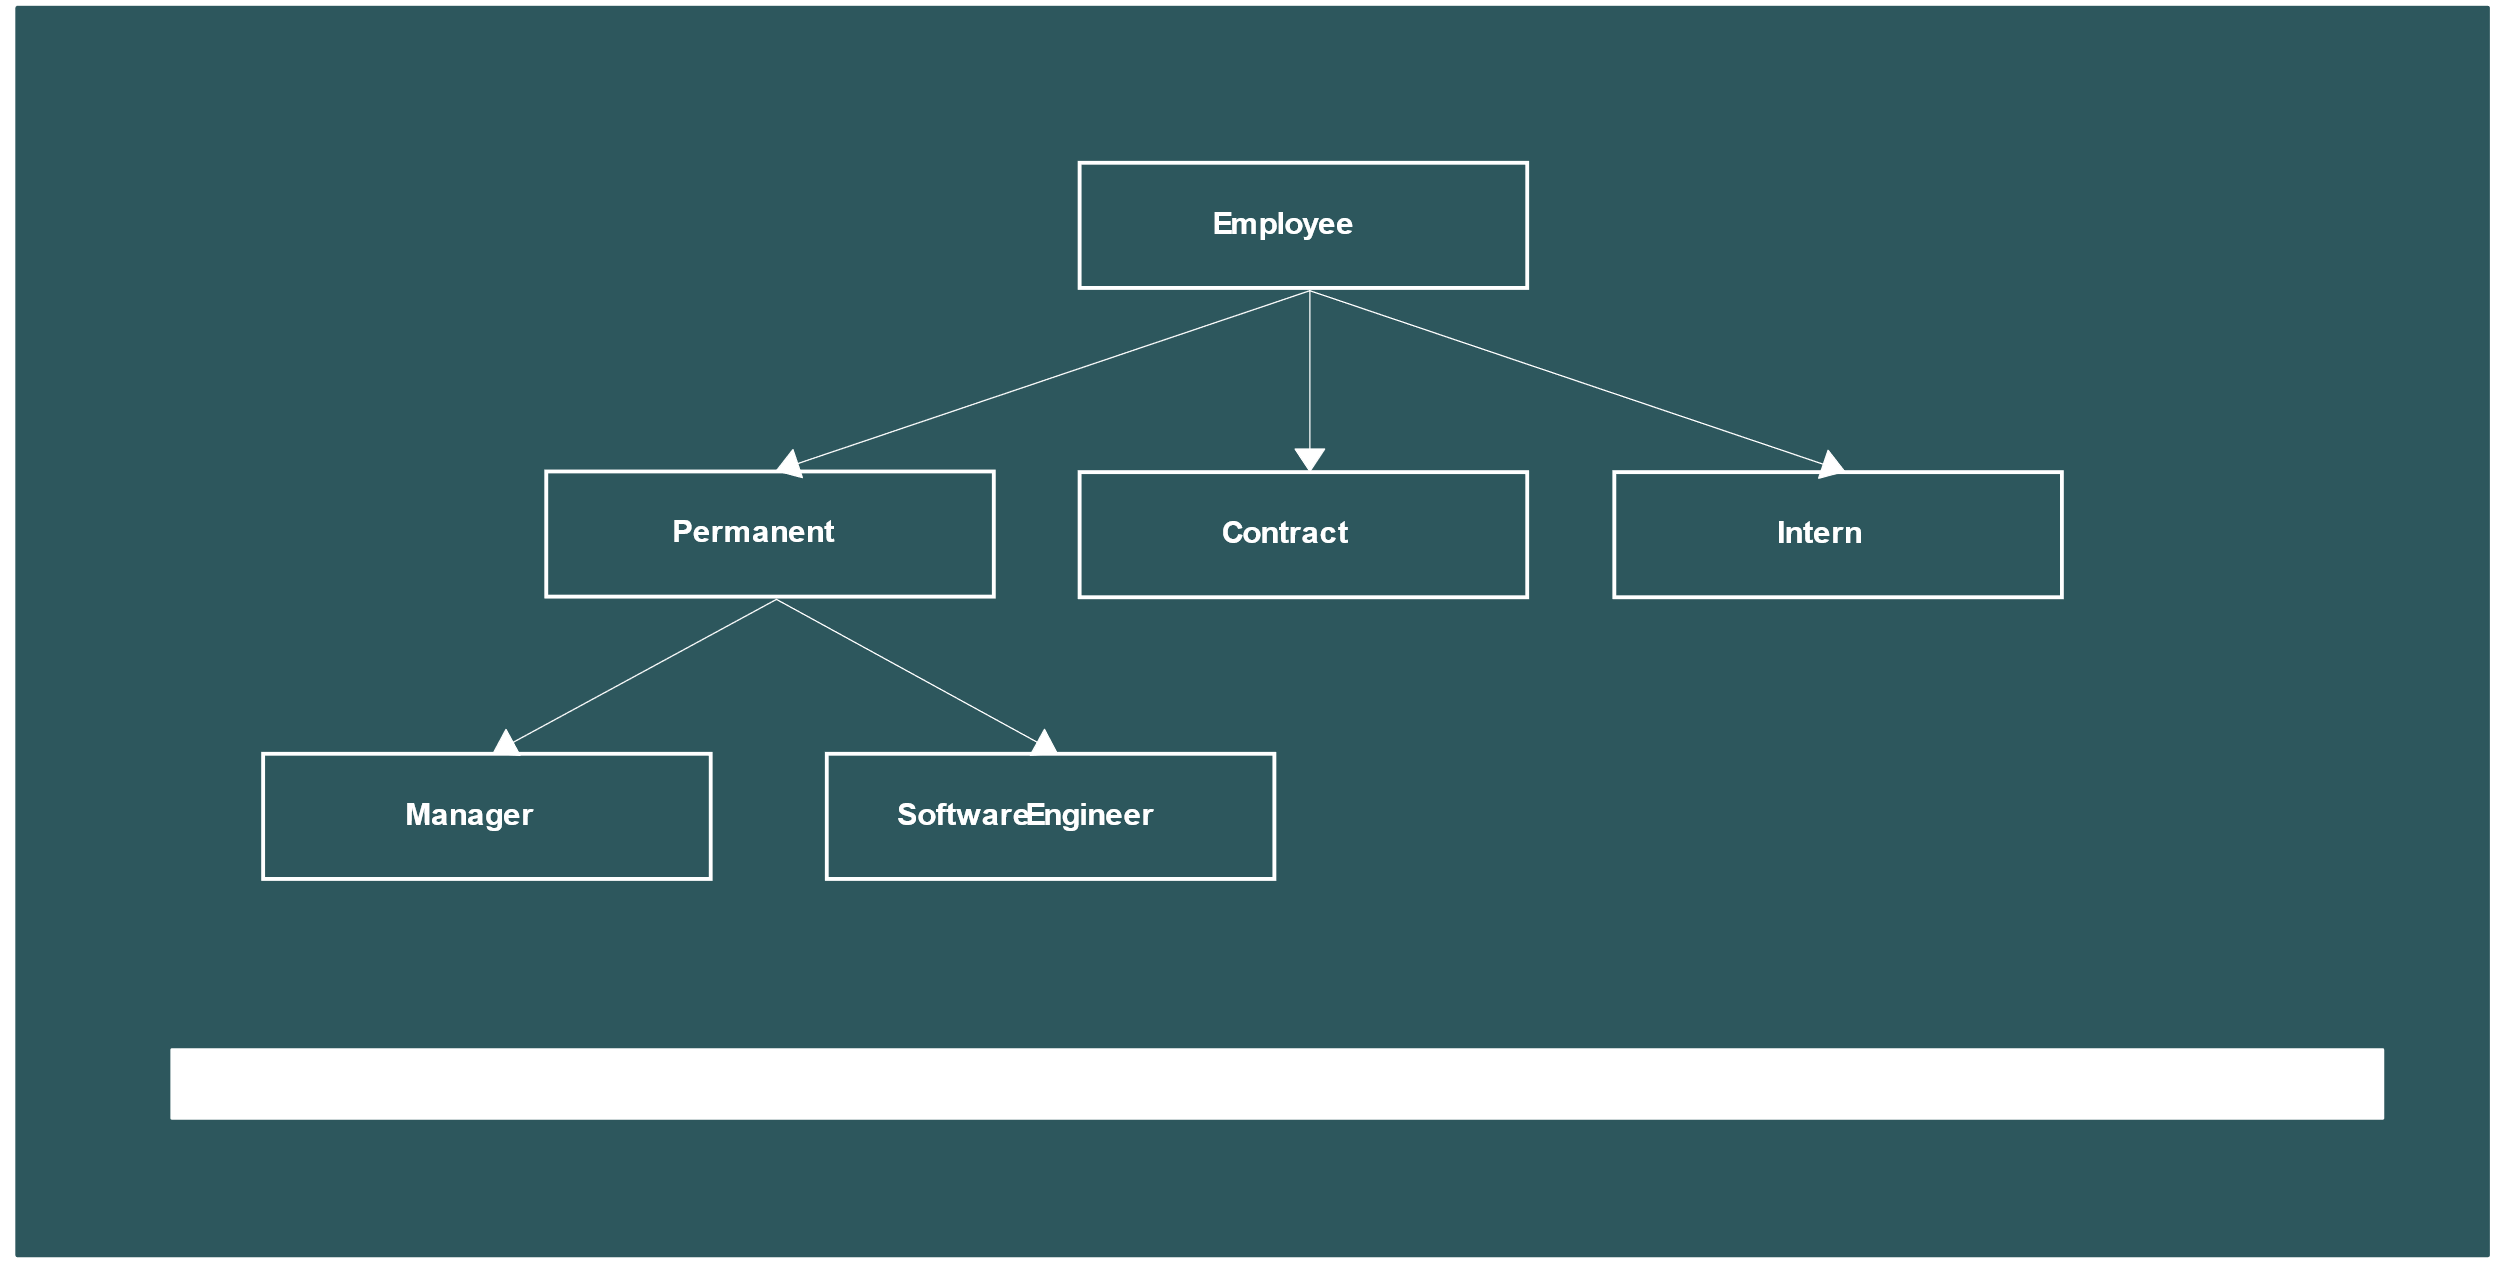 Employee
Permanent
Contract
Intern
Manager
SoftwareEngineer